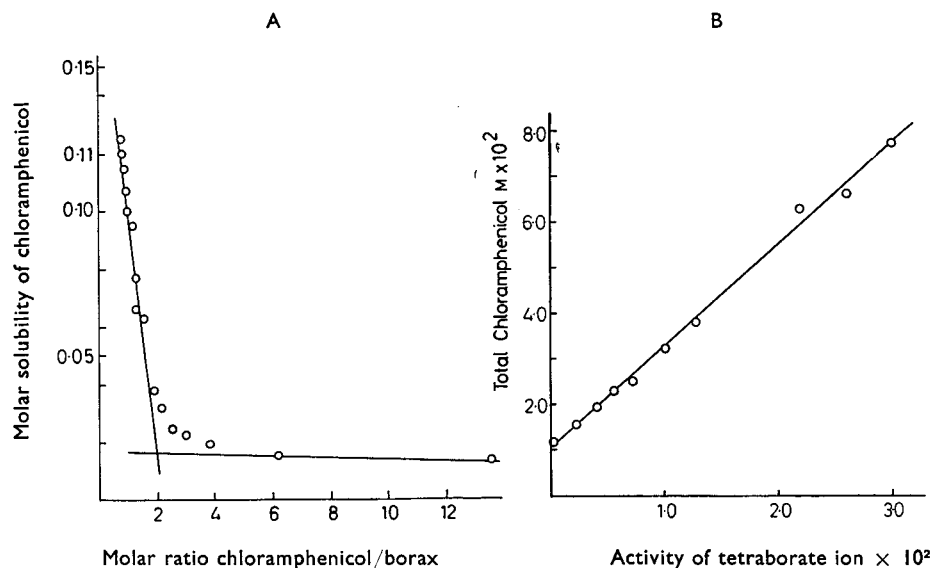 A
Molar solubility of chloramphenicol
0·15
0·11
0·10
0·05
2
4
6
8
10
12
Molar ratio chloramphenicol/borax
B
Total Chloramphenicol M x10²
8·0
6·0
4·0
2·0
1·0
2·0
3·0
Activity of tetraborate ion × 10²